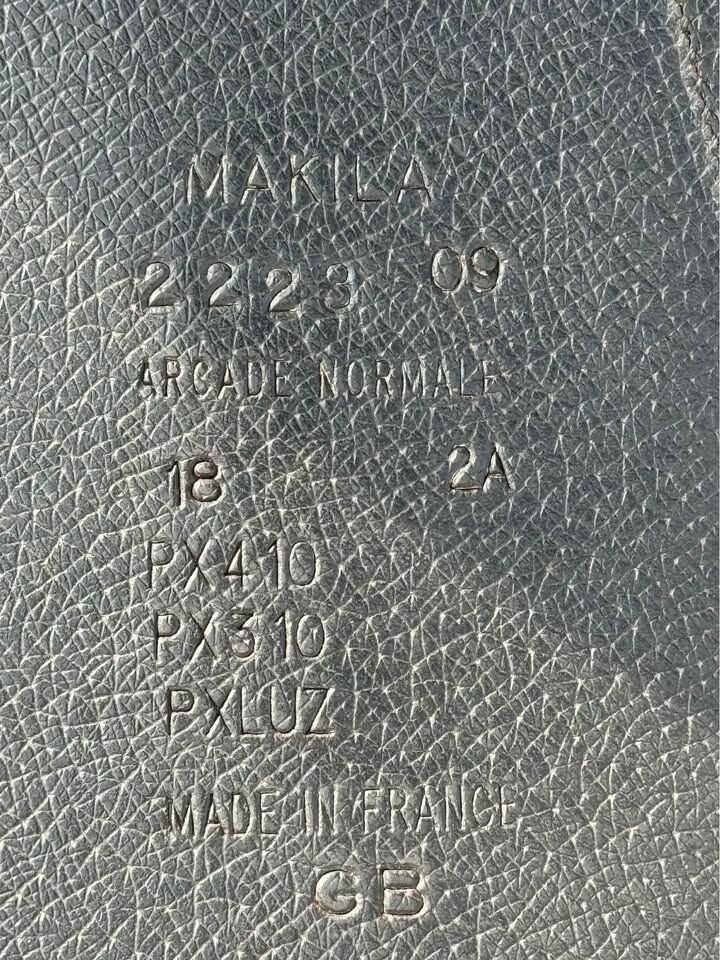 MAKILA
2223 09
ARCADE NORMALE
18 2A
PX410
PX310
PXLUZ
MADE IN FRANCE
GB